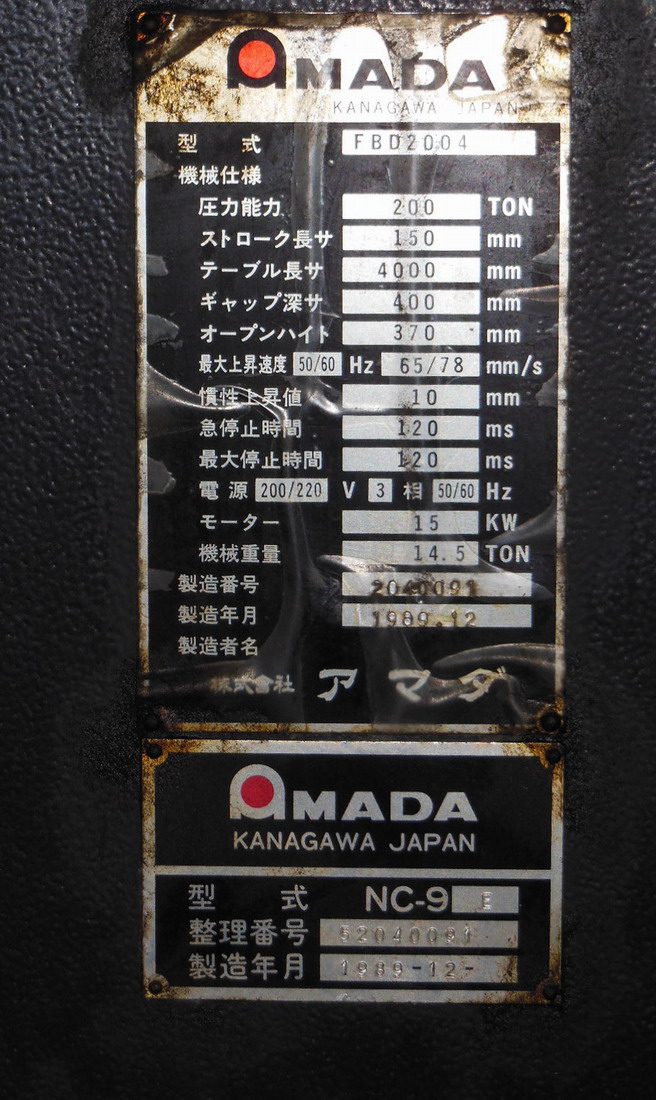 AMADA
KANAGAWA JAPAN
型 式 FBD2004
機械仕様
圧力能力 200 TON
ストローク長サ 150 mm
テーブル長サ 4000 mm
ギャップ深サ 400 mm
オープンハイト 370 mm
最大上昇速度 50/60 Hz 65/78 mm/s
慣性上昇値 10 mm
急停止時間 120 ms
最大停止時間 120 ms
電源 200/220 V 3 相 50/60 Hz
モーター 15 KW
機械重量 14.5 TON
製造番号 2040091
製造年月 1989.12
製造者名
株式会社 アマダ
AMADA
KANAGAWA JAPAN
型 式 NC-9 E
整理番号 52040091
製造年月 1989-12-